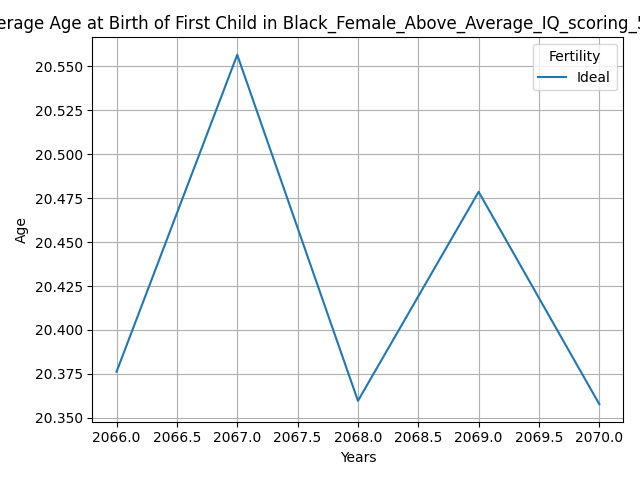 erage Age at Birth of First Child in Black_Female_Above_Average_IQ_scoring_5
Fertility
Ideal
20.550
20.525
20.500
20.475
20.450
20.425
20.400
20.375
20.350
Age
2066.0 2066.5 2067.0 2067.5 2068.0 2068.5 2069.0 2069.5 2070.0
Years